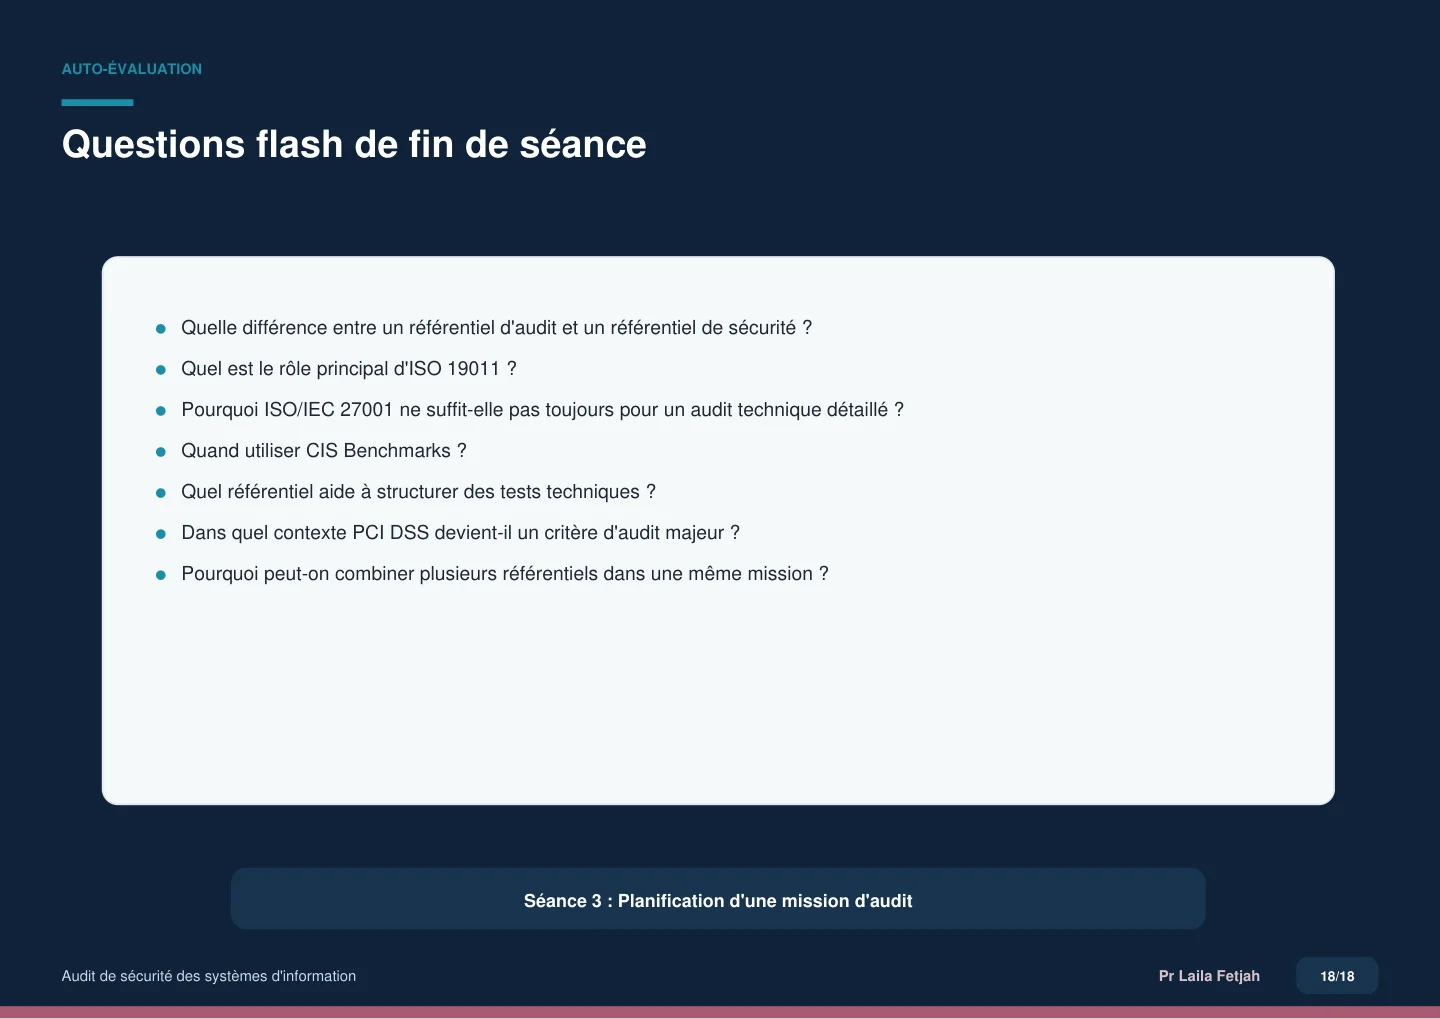 AUTO-ÉVALUATION
Questions flash de fin de séance
Quelle différence entre un référentiel d'audit et un référentiel de sécurité ?
Quel est le rôle principal d'ISO 19011 ?
Pourquoi ISO/IEC 27001 ne suffit-elle pas toujours pour un audit technique détaillé ?
Quand utiliser CIS Benchmarks ?
Quel référentiel aide à structurer des tests techniques ?
Dans quel contexte PCI DSS devient-il un critère d'audit majeur ?
Pourquoi peut-on combiner plusieurs référentiels dans une même mission ?
Séance 3 : Planification d'une mission d'audit
Audit de sécurité des systèmes d'information
Pr Laila Fetjah
18/18